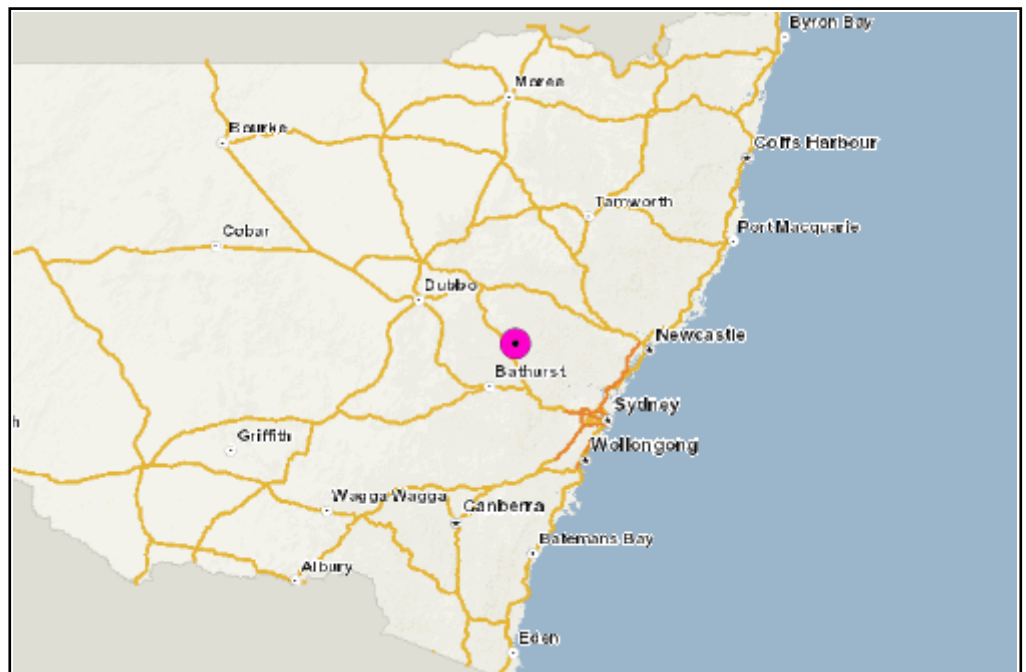 Byron Bay
Moree
Bourke
Coffs Harbour
Tamworth
Port Macquarie
Cobar
Dubbo
Newcastle
Bathurst
Sydney
h
Griffith
Wollongong
Wagga Wagga
Canberra
Batemans Bay
Albury
Eden